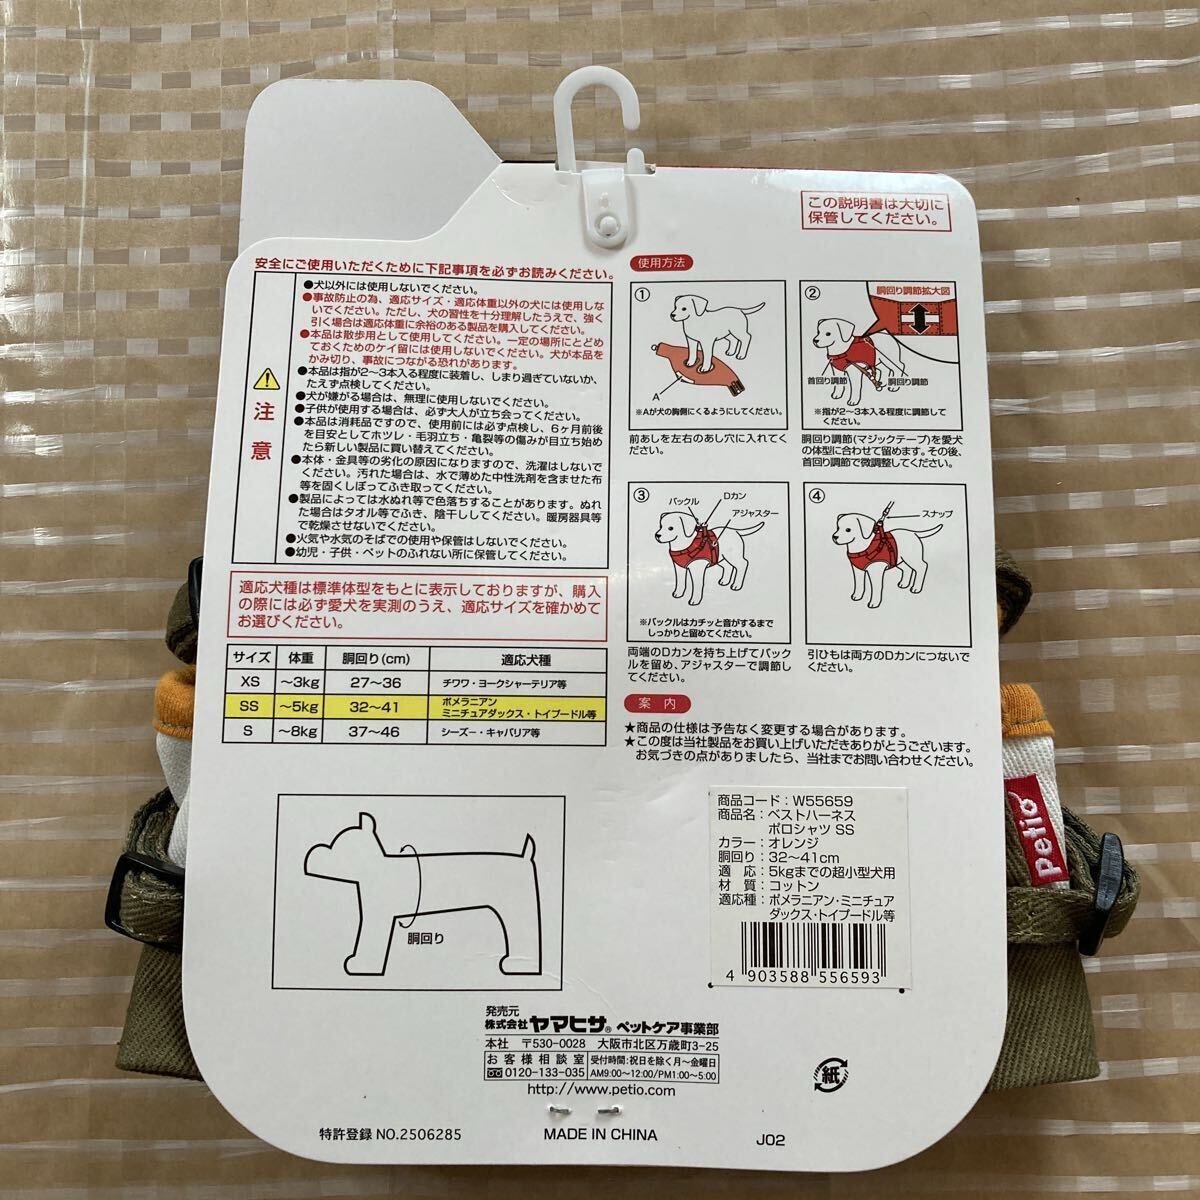 この説明書は大切に
保管してください。
安全にご使用いただくために下記事項を必ずお読みください。
注意
●犬以外には使用しないでください。
●事故防止の為、適応サイズ・適応体重以外の犬には使用しな
いでください。ただし、犬の習性を十分理解したうえで、強く
引く場合は適応体重に余裕のある製品を購入してください。
●本品は散歩用として使用してください。一定の場所にとどめ
ておくためのケイ留には使用しないでください。犬が本品を
かみ切り、事故につながる恐れがあります。
●本品は指が2〜3本入る程度に装着し、しまり過ぎていないか、
たえず点検してください。
●犬が嫌がる場合は、無理に使用しないでください。
●子供が使用する場合は、必ず大人が立ち会ってください。
●本品は消耗品ですので、使用前には必ず点検し、6ヶ月前後
を目安としてホツレ・毛羽立ち・亀裂等の傷みが目立ち始め
たら新しい製品に買い替えてください。
●本体・金具等の劣化の原因になりますので、洗濯はしないで
ください。汚れた場合は、水で薄めた中性洗剤を含ませた布
等を固くしぼってふき取ってください。
●製品によっては水ぬれ等で色落ちすることがあります。ぬれ
た場合はタオル等でふき、陰干ししてください。暖房器具等
で乾燥させないでください。
●火気や水気のそばでの使用や保管はしないでください。
●幼児・子供・ペットのふれない所に保管してください。
適応犬種は標準体型をもとに表示しておりますが、購入
の際には必ず愛犬を実測のうえ、適応サイズを確かめて
お選びください。
サイズ 体重 胴回り(cm) 適応犬種
XS 〜3kg 27〜36 チワワ・ヨークシャーテリア等
SS 〜5kg 32〜41 ポメラニアン
ミニチュアダックス・トイプードル等
S 〜8kg 37〜46 シーズー・キャバリア等
胴回り
使用方法
①
A
※Aが犬の胸側にくるようにしてください。
前あしを左右のあし穴に入れてく
ださい。
②
胴回り調節拡大図
首回り調節 胴回り調節
※指が2〜3本入る程度に調節して
ください。
胴回り調節(マジックテープ)を愛犬
の体型に合わせて留めます。その後、
首回り調節で微調整してください。
③
バックル Dカン
アジャスター
※バックルはカチッと音がするまで
しっかりと留めてください。
両端のDカンを持ち上げてバック
ルを留め、アジャスターで調節し
てください。
④
スナップ
引ひもは両方のDカンにつないで
ください。
案内
★商品の仕様は予告なく変更する場合があります。
★この度は当社製品をお買い上げいただきありがとうございます。
お気づきの点がありましたら、当社までお問い合わせください。
商品コード：W55659
商品名：ベストハーネス
ポロシャツ SS
カラー：オレンジ
胴回り：32〜41cm
適応：5kgまでの超小型犬用
材質：コットン
適応種：ポメラニアン・ミニチュア
ダックス・トイプードル等
4 903588 556593
petio
発売元
株式会社ヤマヒサ® ペットケア事業部
本社 〒530-0028 大阪市北区万歳町3-25
お客様相談室 受付時間：祝日を除く月〜金曜日
0120-133-035 AM9:00〜12:00/PM1:00〜5:00
http://www.petio.com
紙
特許登録 NO.2506285
MADE IN CHINA
J02